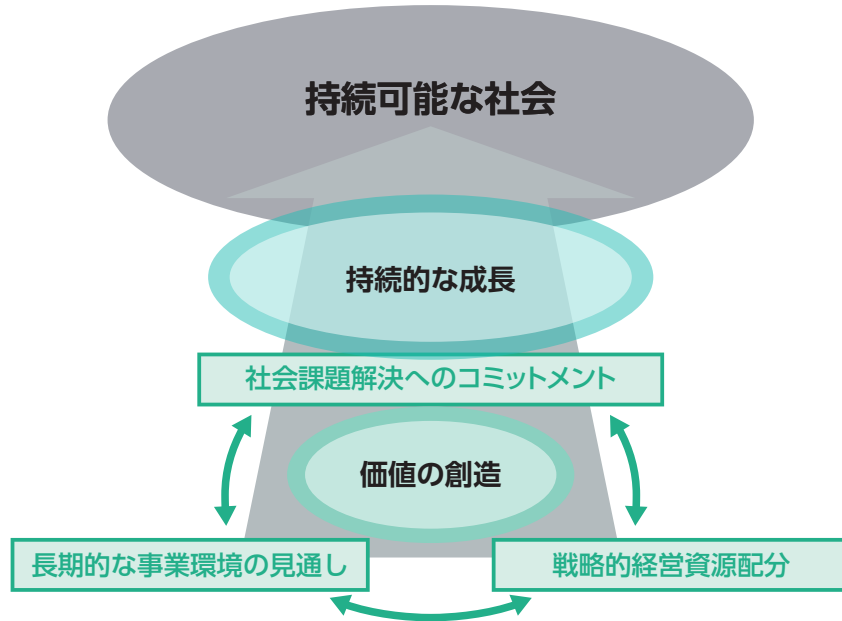 持続可能な社会
持続的な成長
社会課題解決へのコミットメント
価値の創造
長期的な事業環境の見通し
戦略的経営資源配分